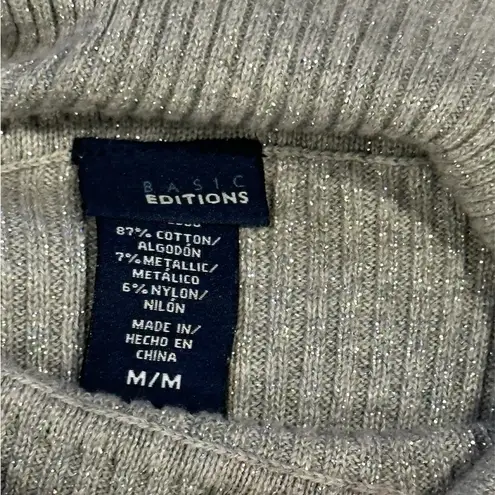 BASIC
EDITIONS
87% COTTON/
ALGODÓN
7% METALLIC/
METÁLICO
6% NYLON/
NILÓN
MADE IN/
HECHO EN
CHINA
M/M